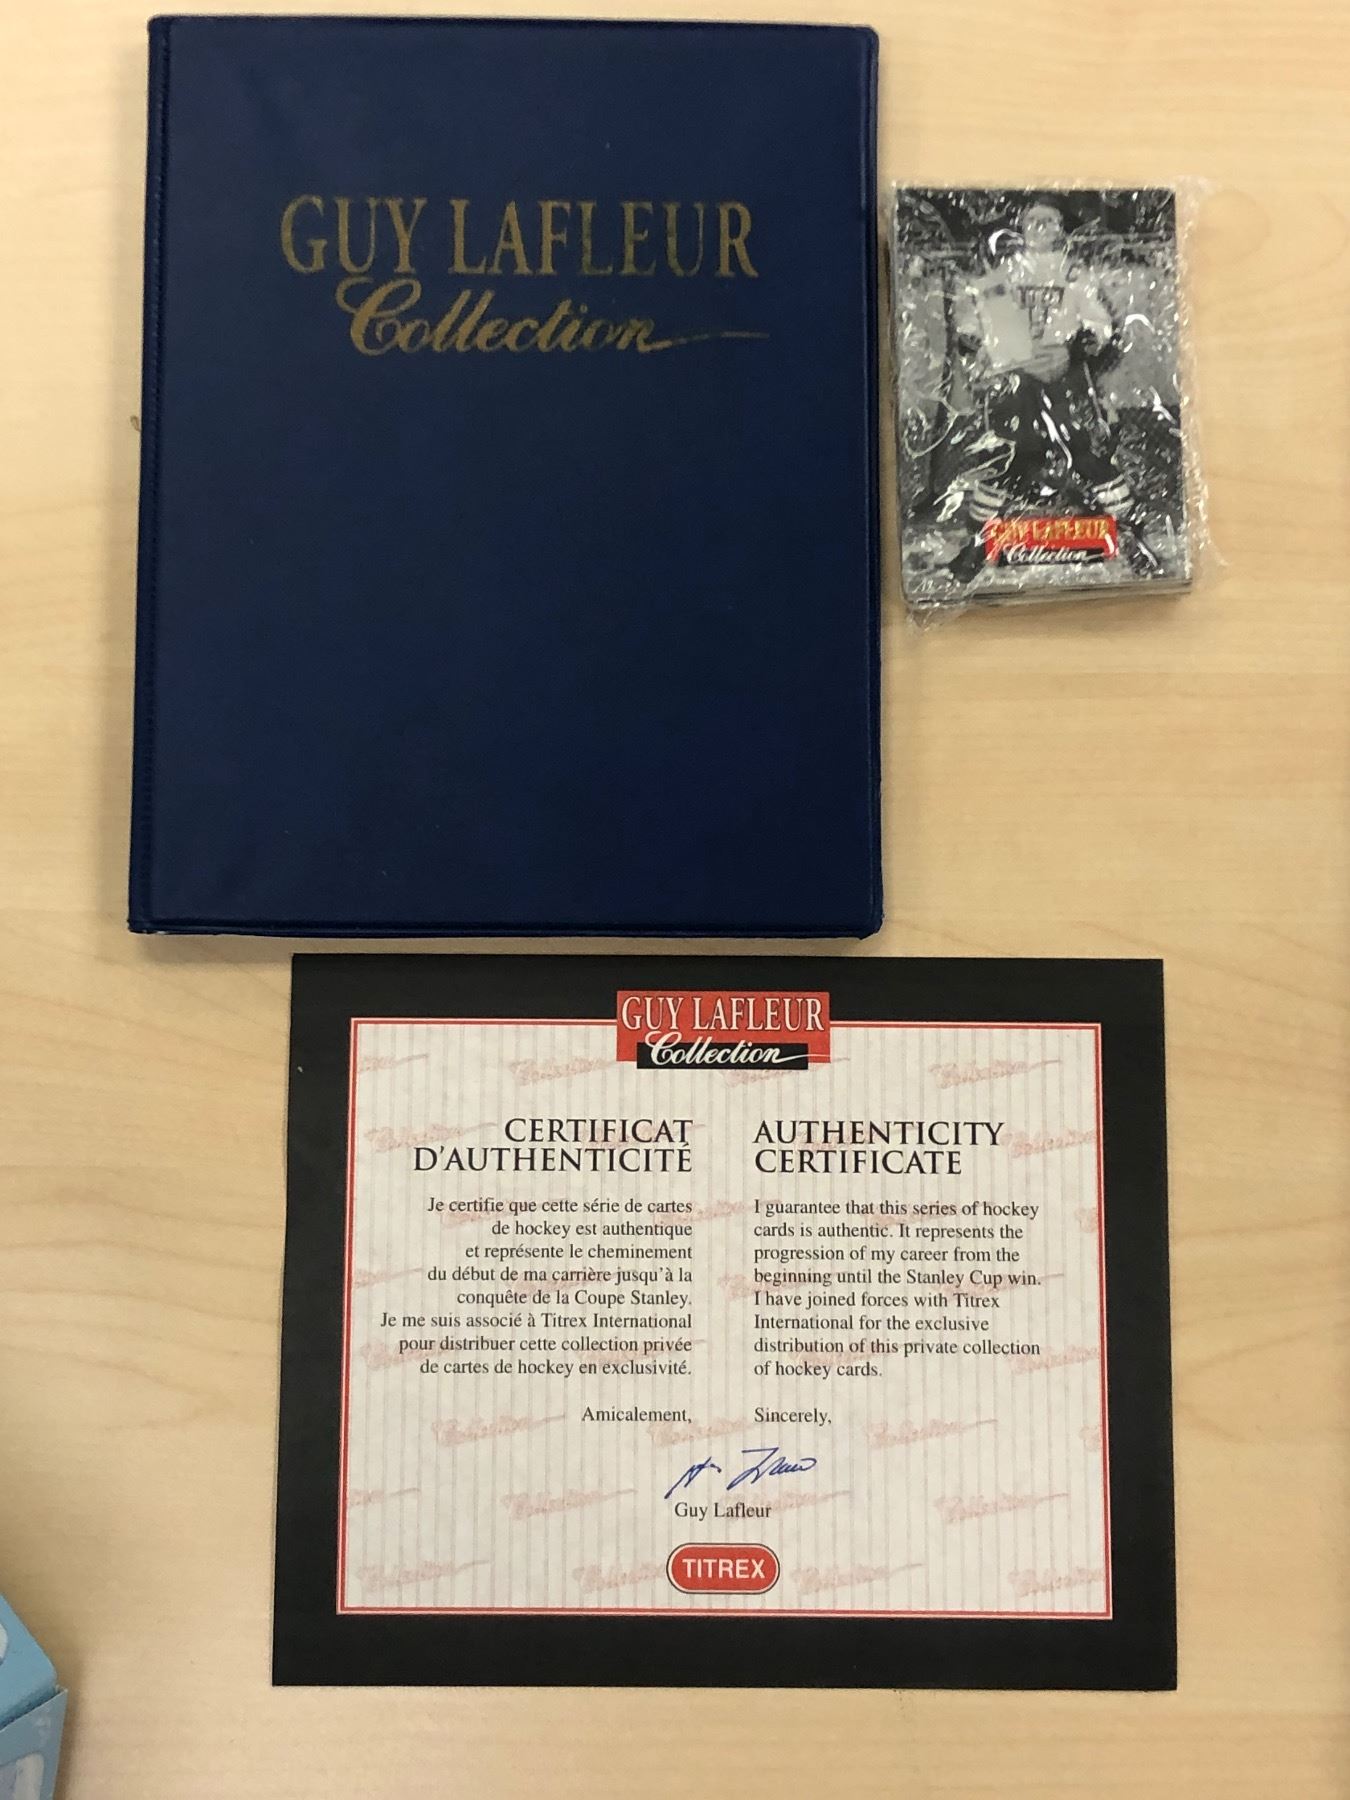 GUY LAFLEUR
Collection
GUY LAFLEUR
Collection
GUY LAFLEUR
Collection
CERTIFICAT
D'AUTHENTICITÉ
Je certifie que cette série de cartes
de hockey est authentique
et représente le cheminement
du début de ma carrière jusqu'à la
conquête de la Coupe Stanley.
Je me suis associé à Titrex International
pour distribuer cette collection privée
de cartes de hockey en exclusivité.
Amicalement,
AUTHENTICITY
CERTIFICATE
I guarantee that this series of hockey
cards is authentic. It represents the
progression of my career from the
beginning until the Stanley Cup win.
I have joined forces with Titrex
International for the exclusive
distribution of this private collection
of hockey cards.
Sincerely,
Guy Lafleur
TITREX